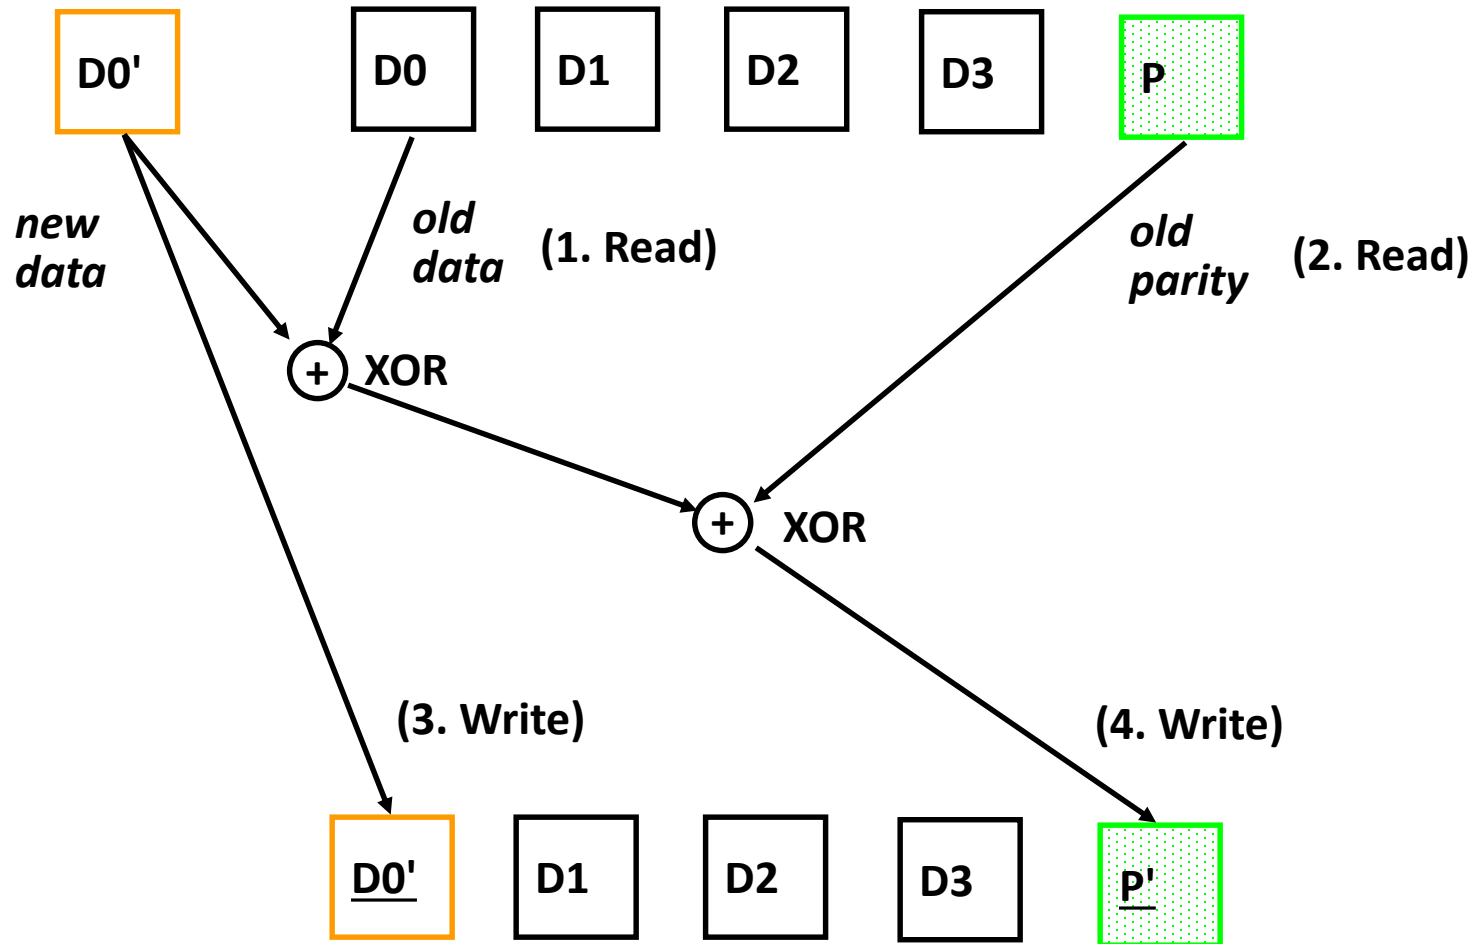 D0'
D0
D1
D2
D3
P
new
data
old
data
(1. Read)
old
parity
(2. Read)
+
XOR
+
XOR
(3. Write)
(4. Write)
D0'
D1
D2
D3
P'